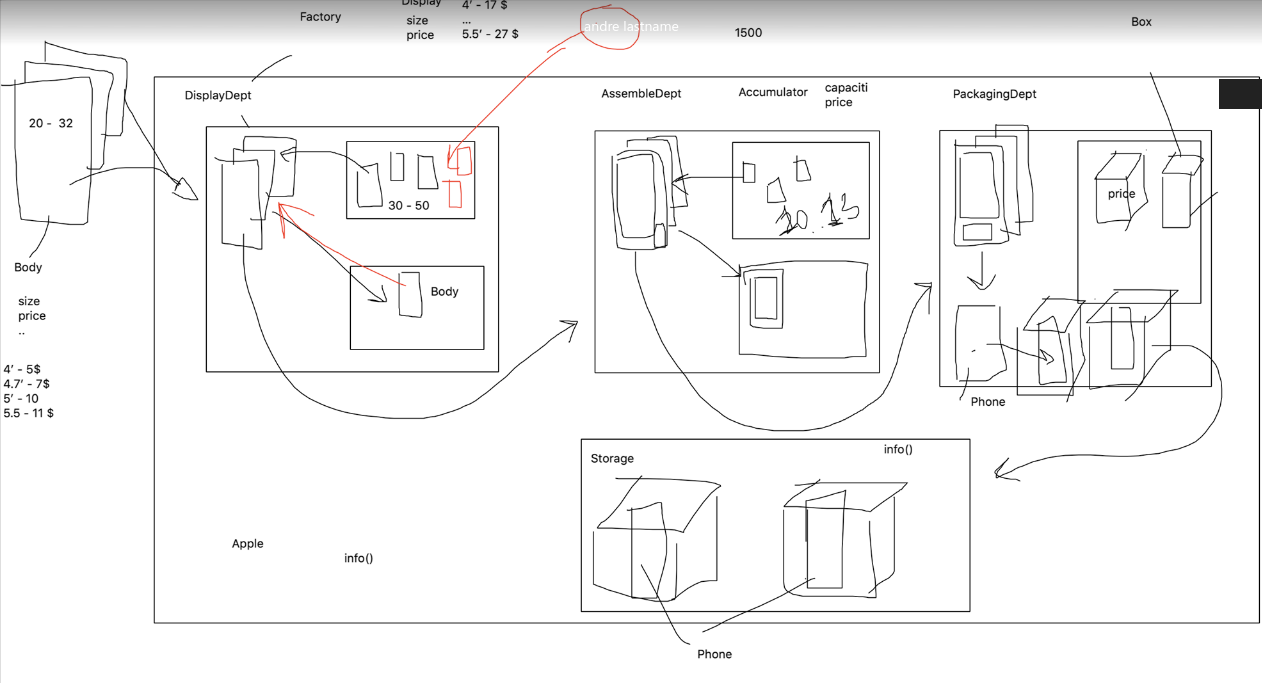 Display
4’ - 17 $
Factory
size
...
andre lastname
Box
price
5.5’ - 27 $
1500
DisplayDept
AssembleDept
Accumulator
capaciti
price
PackagingDept
20 - 32
30 - 50
price
Body
Body
size
price
..
4’ - 5$
4.7’ - 7$
5’ - 10
5.5 - 11 $
Phone
Storage
info()
Apple
info()
Phone